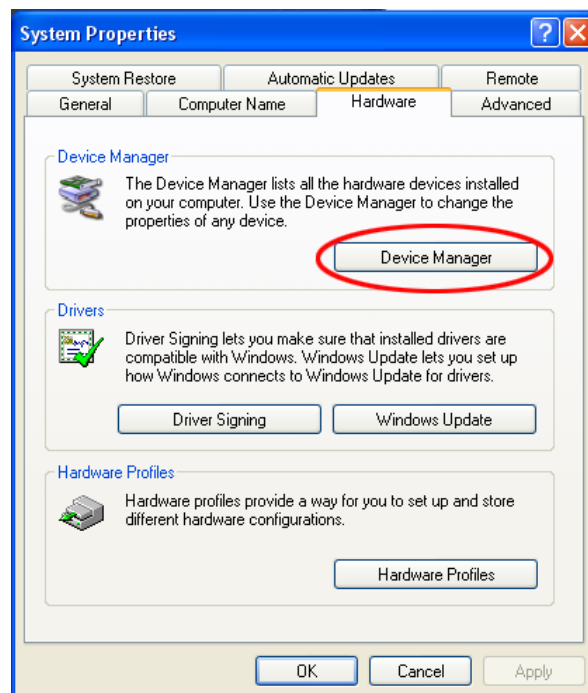 System Properties
System Restore
Automatic Updates
Remote
General
Computer Name
Hardware
Advanced
Device Manager
The Device Manager lists all the hardware devices installed
on your computer. Use the Device Manager to change the
properties of any device.
Device Manager
Drivers
Driver Signing lets you make sure that installed drivers are
compatible with Windows. Windows Update lets you set up
how Windows connects to Windows Update for drivers.
Driver Signing
Windows Update
Hardware Profiles
Hardware profiles provide a way for you to set up and store
different hardware configurations.
Hardware Profiles
OK
Cancel
Apply